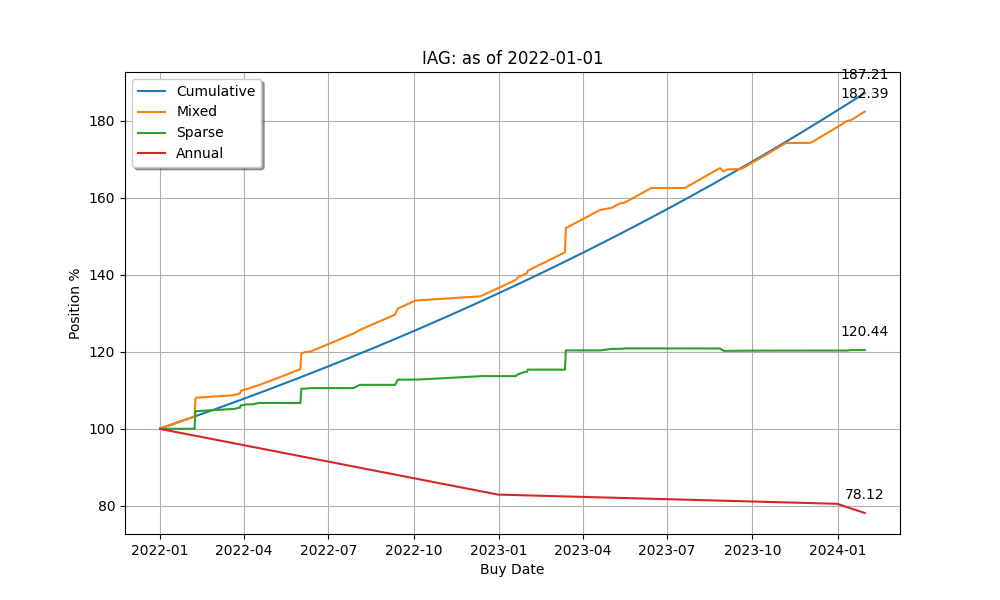 IAG: as of 2022-01-01
187.21
Cumulative
182.39
Mixed
Sparse
Annual
180
160
140
120
100
80
Position %
120.44
78.12
2022-01
2022-04
2022-07
2022-10
2023-01
2023-04
2023-07
2023-10
2024-01
Buy Date